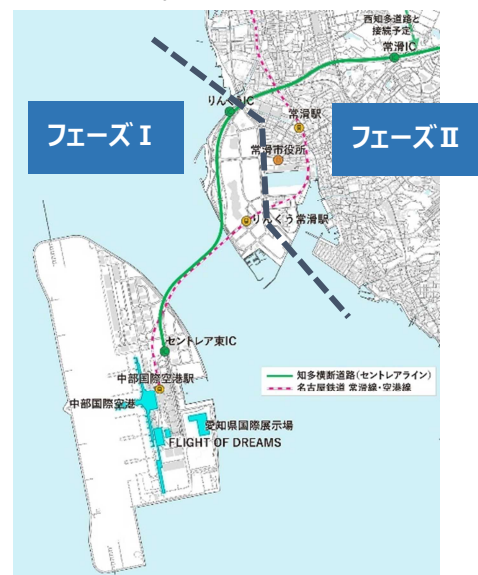 西知多道路と
接続予定
常滑IC
りんくうIC
フェーズⅠ
常滑駅
フェーズⅡ
常滑市役所
りんくう常滑駅
セントレア東IC
知多横断道路(セントレアライン)
名古屋鉄道 常滑線・空港線
中部国際空港駅
中部国際空港
愛知県国際展示場
FLIGHT OF DREAMS